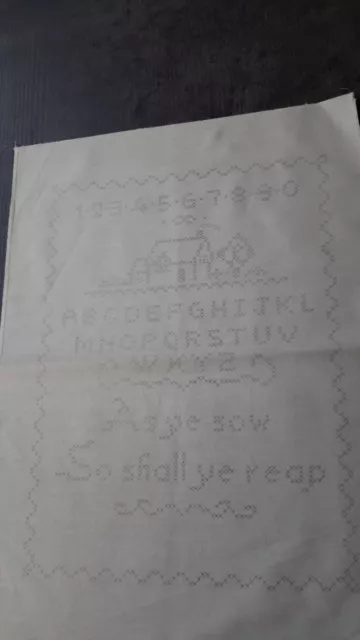 1·2·3·4·5·6·7·8·9·0
ABCDEFGHIJKL
MNOPQRSTUV
WXYZ
As ye sow
So shall ye reap